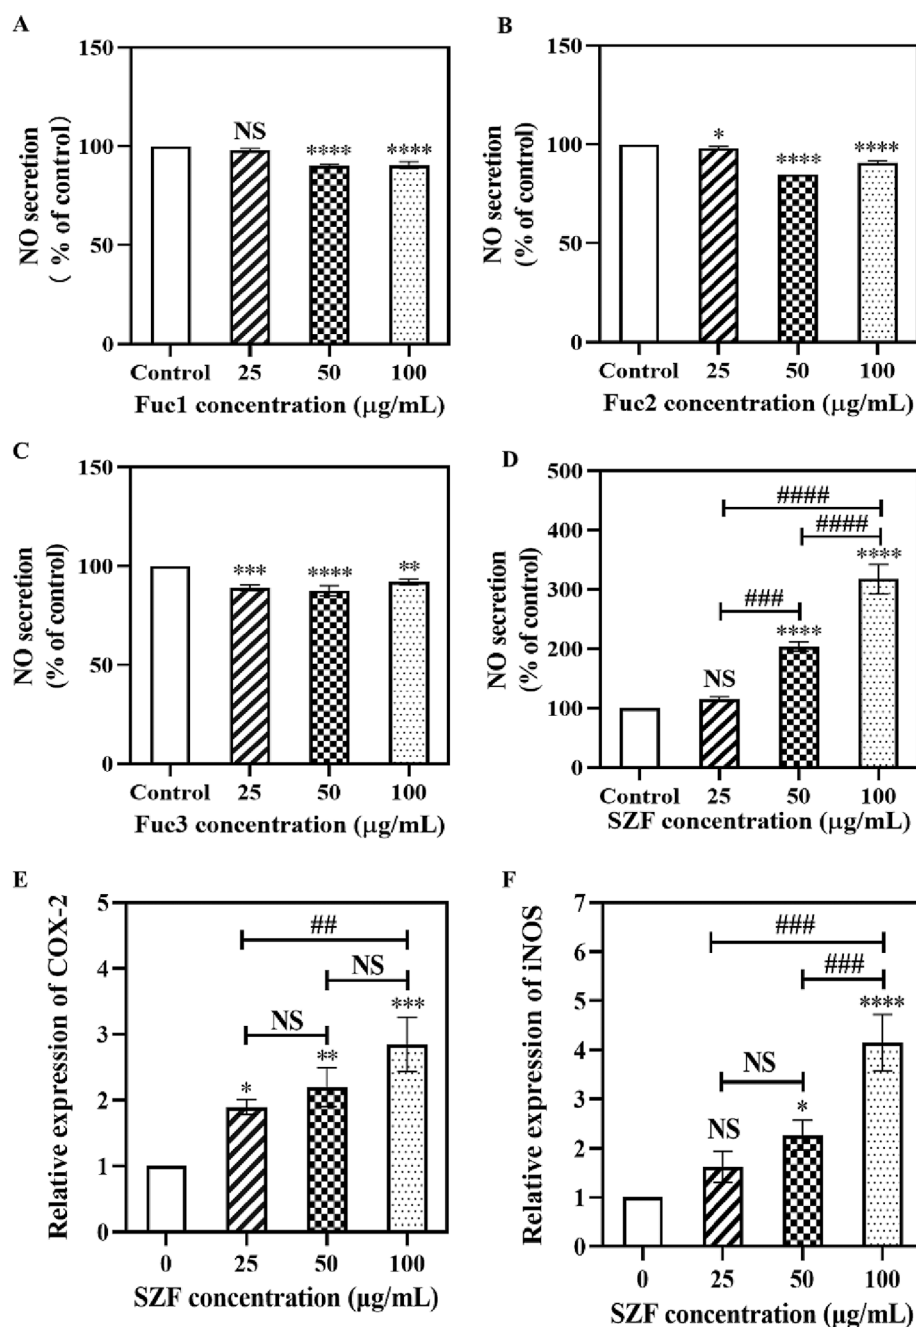 A
NO secretion
( % of control)
150
100
50
0
NS
****
****
Control 25 50 100
Fuc1 concentration (μg/mL)
B
NO secretion
(% of control)
150
100
50
0
*
****
****
Control 25 50 100
Fuc2 concentration (μg/mL)
C
NO secretion
(% of control)
150
100
50
0
***
****
**
Control 25 50 100
Fuc3 concentration (μg/mL)
D
NO secretion
(% of control)
500
400
300
200
100
0
####
####
###
NS
****
****
Control 25 50 100
SZF concentration (μg/mL)
E
Relative expression of COX-2
5
4
3
2
1
0
##
NS
NS
*
**
***
0 25 50 100
SZF concentration (μg/mL)
F
Relative expression of iNOS
7
6
5
4
3
2
1
0
###
###
NS
NS
*
****
0 25 50 100
SZF concentration (μg/mL)